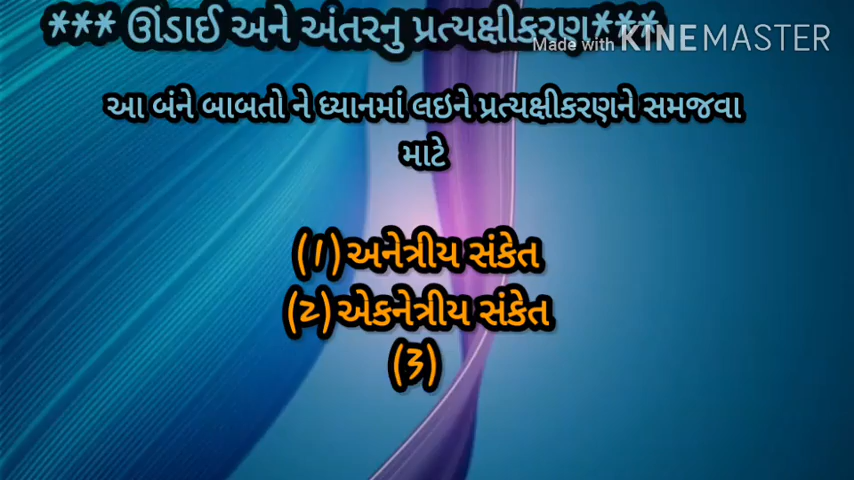 *** ઊંડાઈ અને અંતરનુ પ્રત્યક્ષીકરણ***
Made with KINEMASTER
આ બંને બાબતો ને ધ્યાનમાં લઇને પ્રત્યક્ષીકરણને સમજવા
માટે
(૧)અનેત્રીય સંકેત
(૨)એકનેત્રીય સંકેત
(૩)